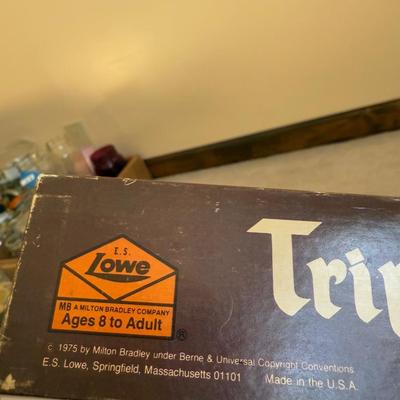 E.S.
Lowe
MB A MILTON BRADLEY COMPANY
Ages 8 to Adult
®
Trip
© 1975 by Milton Bradley under Berne & Universal Copyright Conventions
E.S. Lowe, Springfield, Massachusetts 01101 Made in the U.S.A.